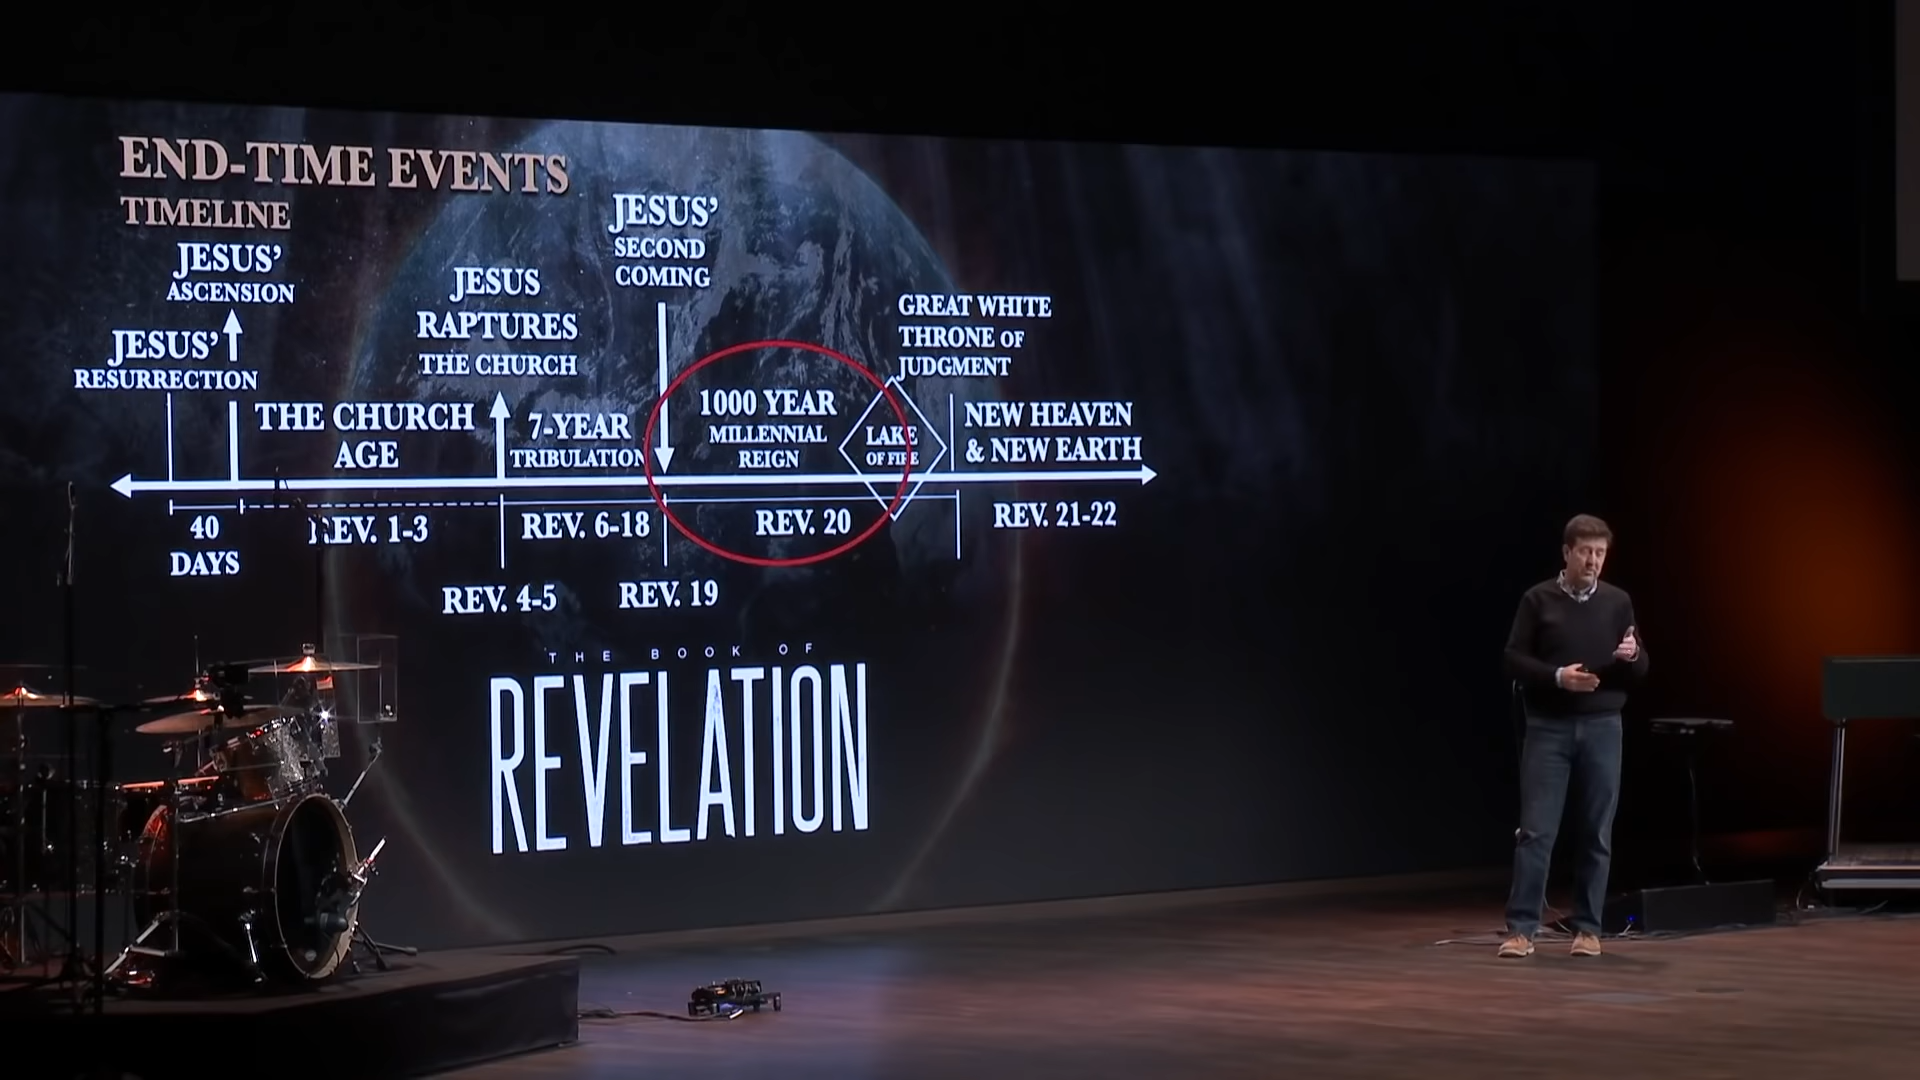 END-TIME EVENTS
TIMELINE
JESUS'
ASCENSION
JESUS'
RESURRECTION
JESUS
RAPTURES
THE CHURCH
JESUS'
SECOND
COMING
GREAT WHITE
THRONE OF
JUDGMENT
THE CHURCH
AGE
7-YEAR
TRIBULATION
1000 YEAR
MILLENNIAL
REIGN
LAKE
OF FIRE
NEW HEAVEN
& NEW EARTH
40
DAYS
REV. 1-3
REV. 6-18
REV. 20
REV. 21-22
REV. 4-5
REV. 19
THE BOOK OF
REVELATION